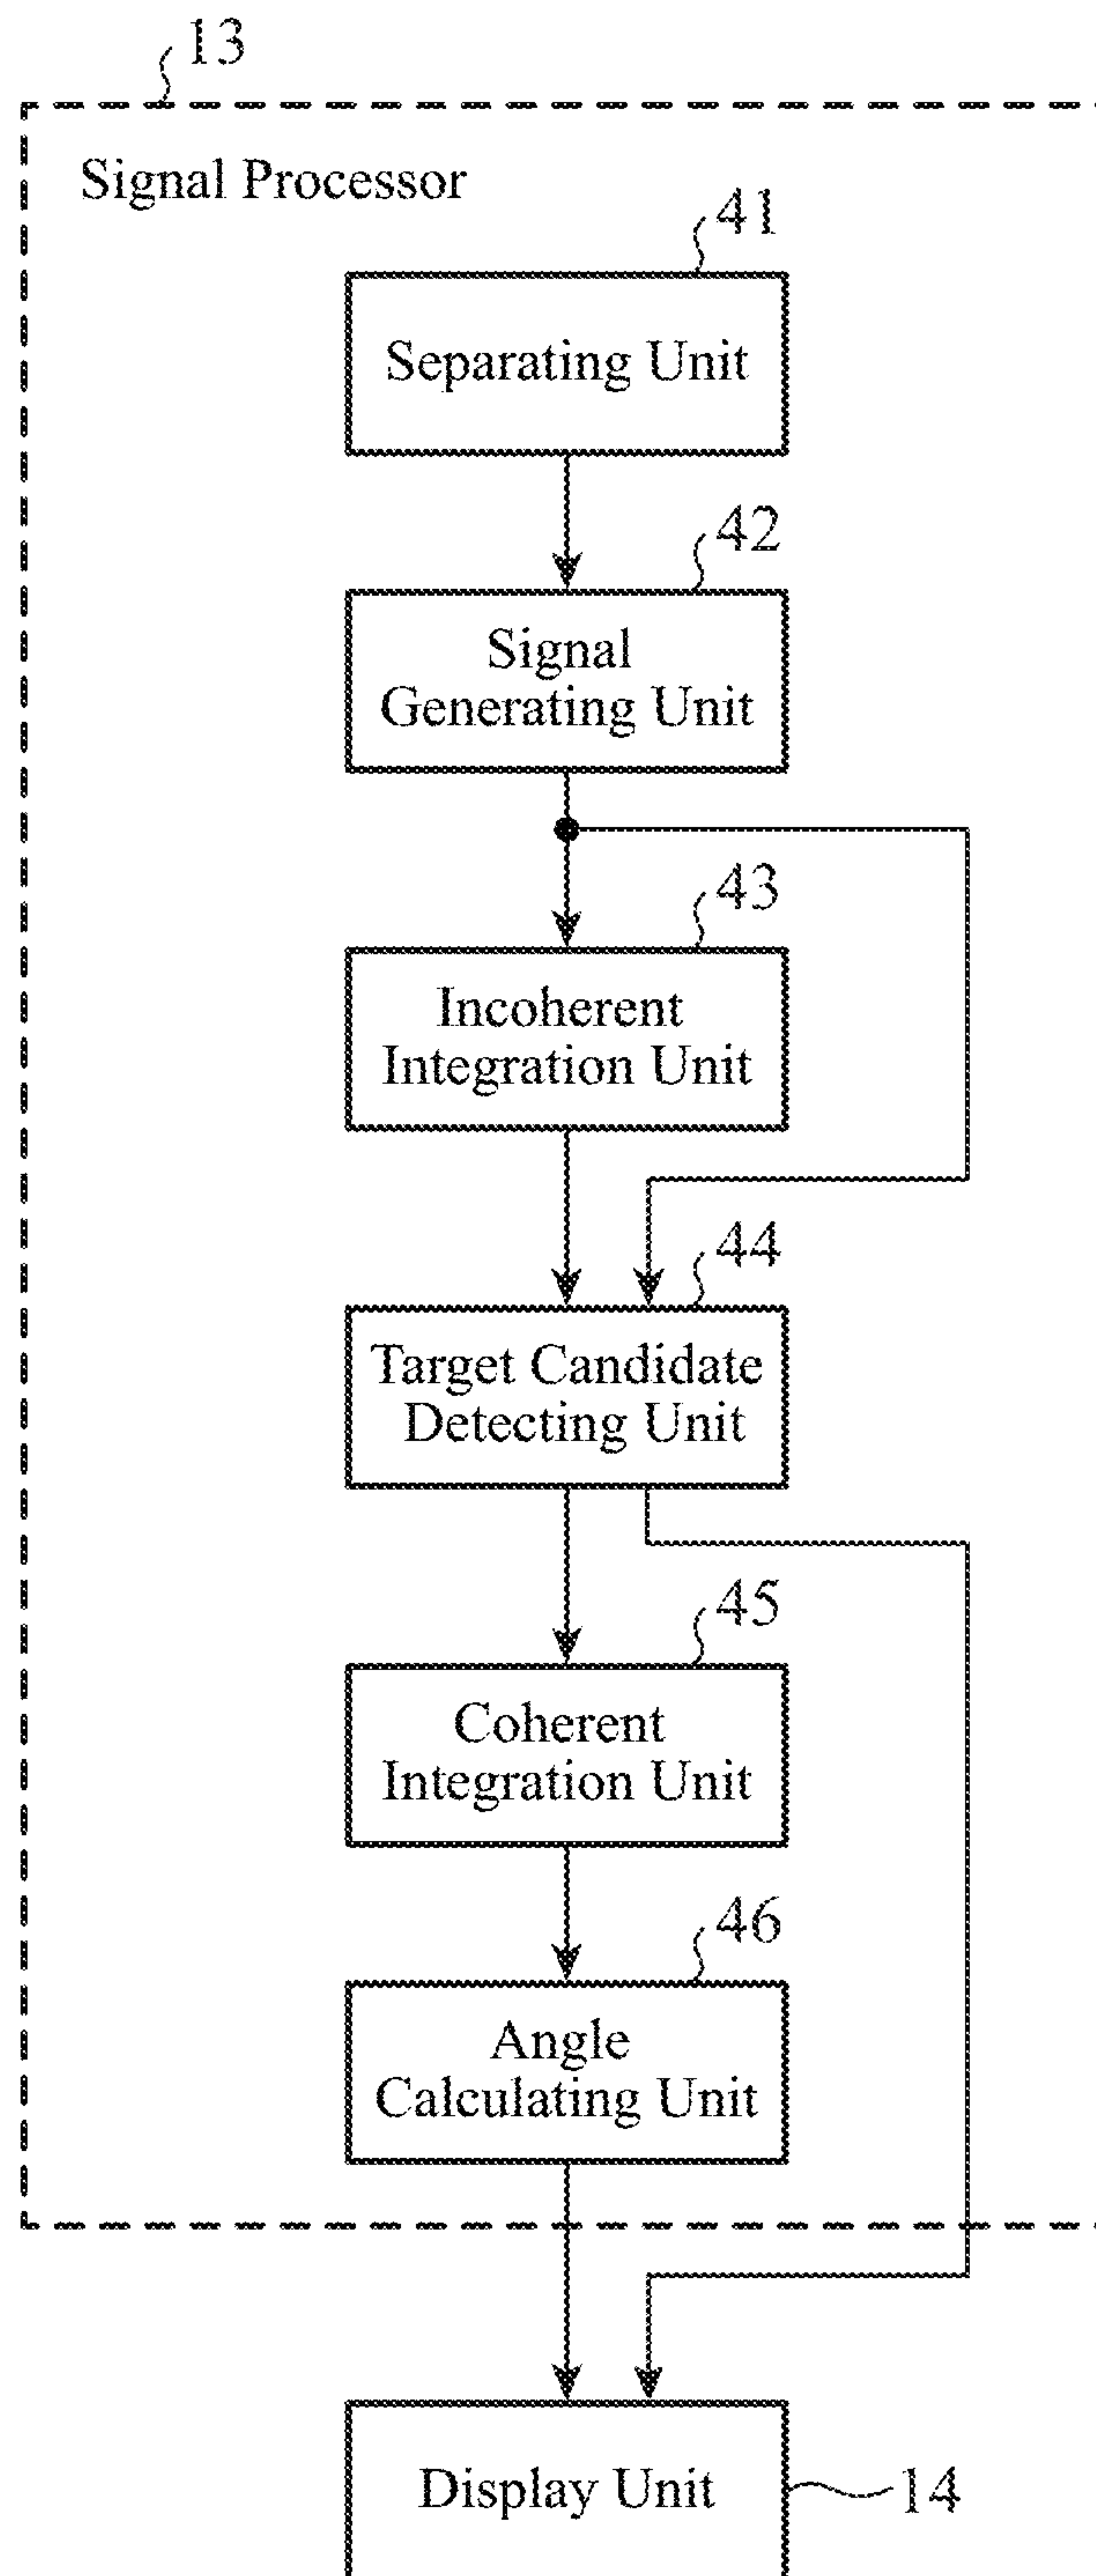 13
Signal Processor
41
Separating Unit
42
Signal
Generating Unit
43
Incoherent
Integration Unit
44
Target Candidate
Detecting Unit
45
Coherent
Integration Unit
46
Angle
Calculating Unit
Display Unit
14